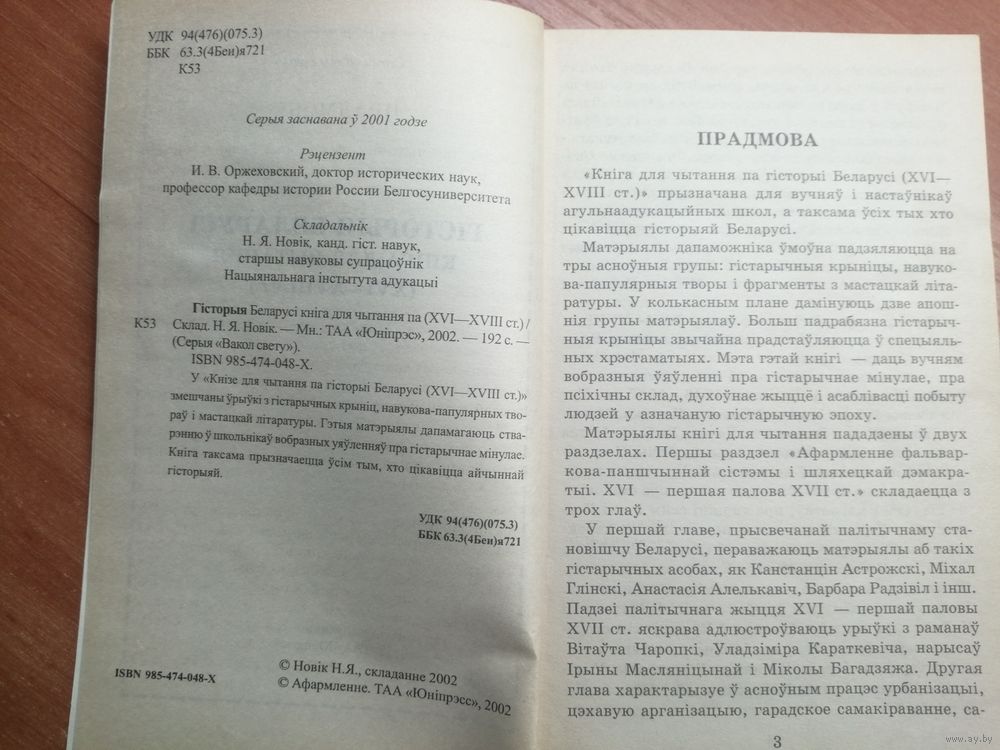 УДК 94(476)(075.3)
ББК 63.3(4Беи)я721
К53
Серыя заснавана ў 2001 годзе
Рэцензент
И. В. Оржеховский, доктор исторических наук,
профессор кафедры истории России Белгосуниверситета
Складальнік
Н. Я. Новік, канд. гіст. навук,
старшы навуковы супрацоўнік
Нацыянальнага інстытута адукацыі
Гісторыя Беларусі кніга для чытання па (XVI—XVIII ст.) /
К53 Склад. Н. Я. Новік. — Мн.: ТАА «Юніпрэс», 2002. — 192 с. —
(Серыя «Вакол свету»).
ISBN 985-474-048-X.
У «Кнізе для чытання па гісторыі Беларусі (XVI—XVIII ст.)»
змешчаны ўрыўкі з гістарычных крыніц, навукова-папулярных тво-
раў і мастацкай літаратуры. Гэтыя матэрыялы дапамагаюць ства-
рэнню ў школьнікаў вобразных уяўленняў пра гістарычнае мінулае.
Кніга таксама прызначаецца ўсім тым, хто цікавіцца айчыннай
гісторыяй.
УДК 94(476)(075.3)
ББК 63.3(4Беи)я721
ISBN 985-474-048-X
© Новік Н.Я., складанне 2002
© Афармленне. ТАА «Юніпрэсс», 2002
ПРАДМОВА
«Кніга для чытання па гісторыі Беларусі (XVI—
XVIII ст.)» прызначана для вучняў і настаўнікаў
агульнаадукацыйных школ, а таксама ўсіх тых хто
цікавіцца гісторыяй Беларусі.
Матэрыялы дапаможніка ўмоўна падзяляюцца на
тры асноўныя групы: гістарычныя крыніцы, навуко-
ва-папулярныя творы і фрагменты з мастацкай літа-
ратуры. У колькасным плане дамінуюць дзве апош-
нія групы матэрыялаў. Больш падрабязна гістарыч-
ныя крыніцы звычайна прадстаўляюцца ў спецыяль-
ных хрэстаматыях. Мэта гэтай кнігі — даць вучням
вобразныя ўяўленні пра гістарычнае мінулае, пра
псіхічны склад, духоўнае жыццё і асаблівасці побыту
людзей у азначаную гістарычную эпоху.
Матэрыялы кнігі для чытання пададзены ў двух
раздзелах. Першы раздзел «Афармленне фальвар-
кова-паншчыннай сістэмы і шляхецкай дэмакра-
тыі. XVI — першая палова XVII ст.» складаецца з
трох глаў.
У першай главе, прысвечанай палітычнаму ста-
новішчу Беларусі, пераважаюць матэрыялы аб такіх
гістарычных асобах, як Канстанцін Астрожскі, Міхал
Глінскі, Анастасія Алелькавіч, Барбара Радзівіл і інш.
Падзеі палітычнага жыцця XVI — першай паловы
XVII ст. яскрава адлюстроўваюць урыўкі з раманаў
Вітаўта Чаропкі, Уладзіміра Караткевіча, нарысаў
Ірыны Масляніцынай і Міколы Багадзяжа. Другая
глава характарызуе ў асноўным працэс урбанізацыі,
цэхавую арганізацыю, гарадское самакіраванне, са-
3
www.ay.by